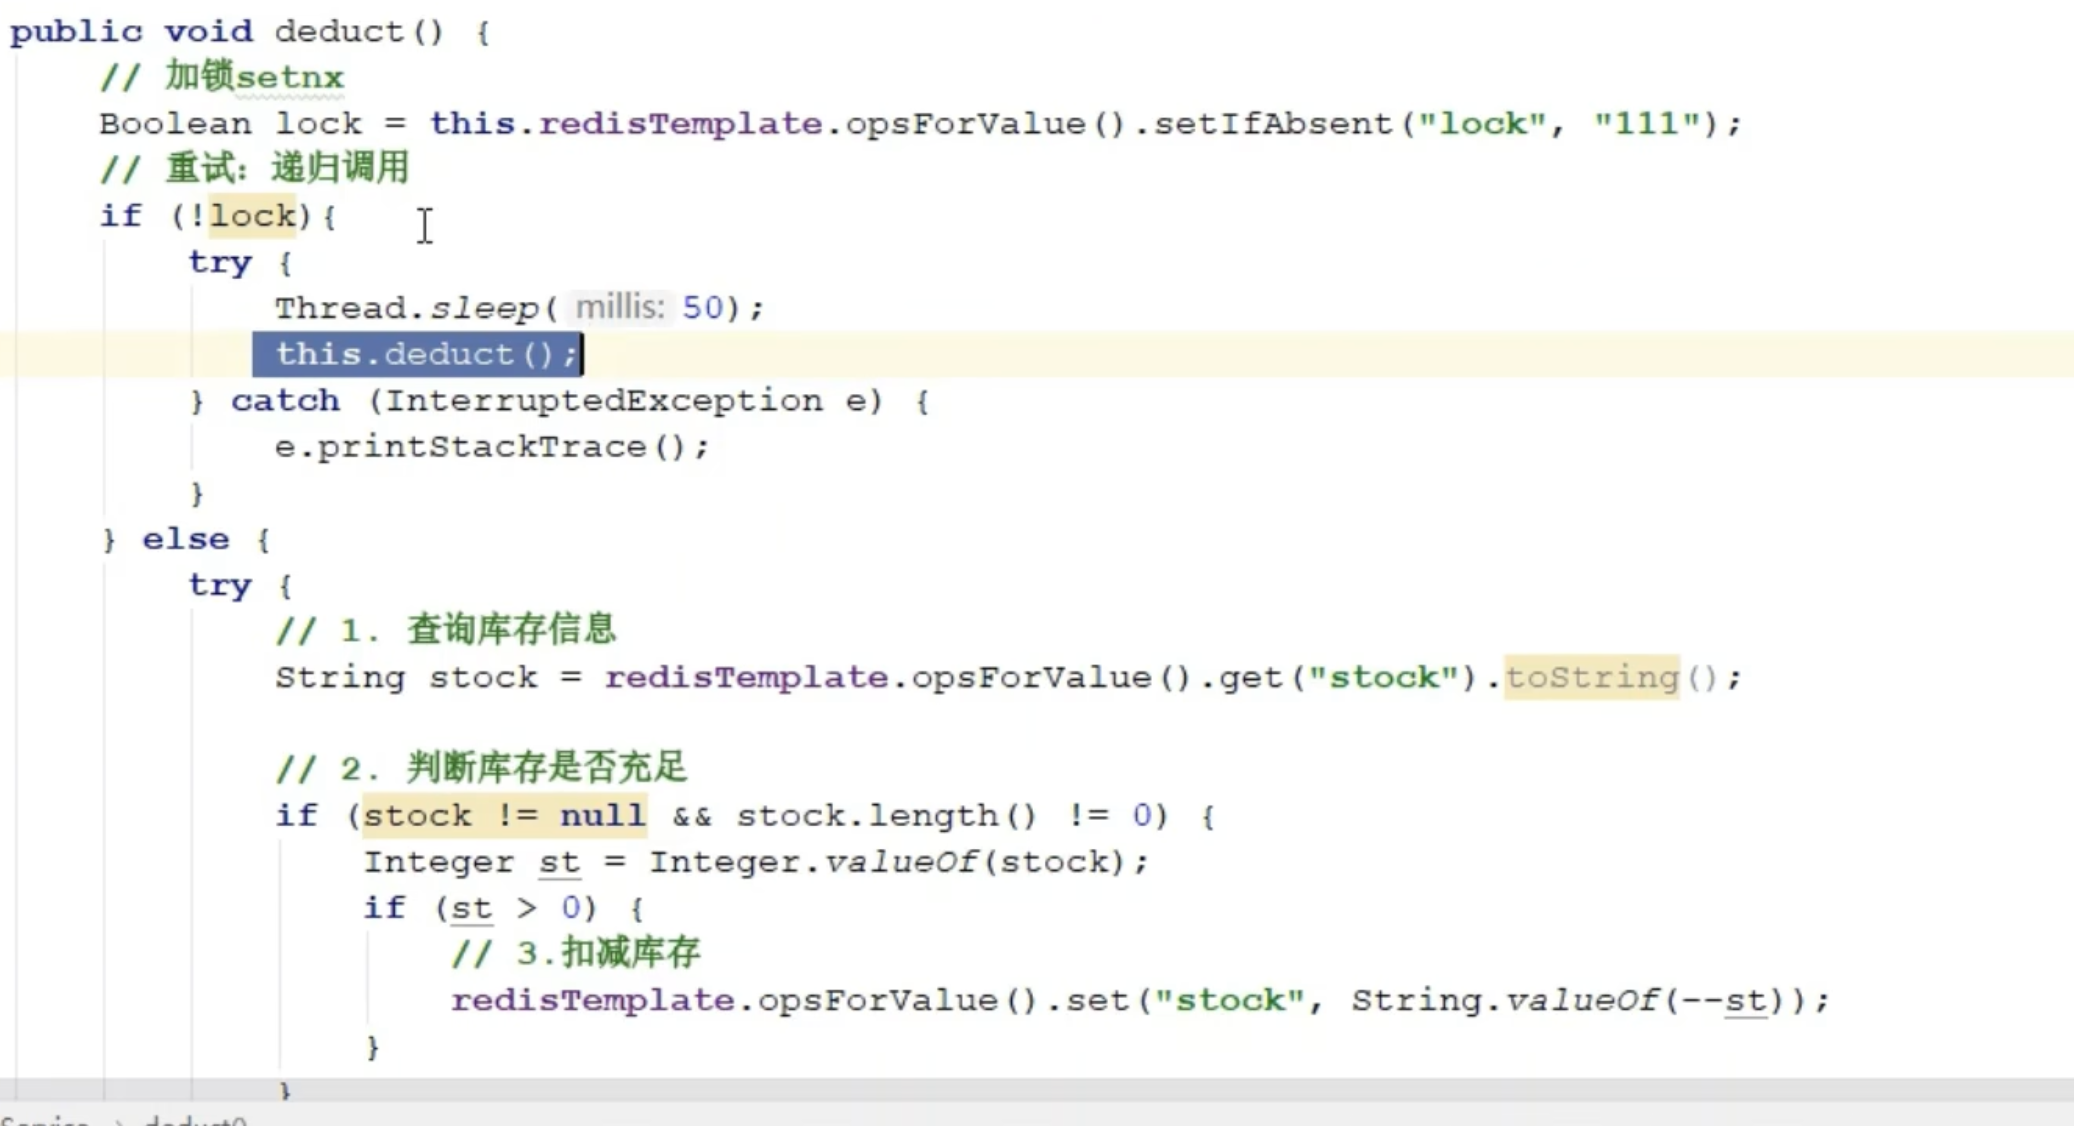 public void deduct() {
// 加锁setnx
Boolean lock = this.redisTemplate.opsForValue().setIfAbsent("lock", "111");
// 重试：递归调用
if (!lock){
try {
Thread.sleep( millis: 50);
this.deduct();
} catch (InterruptedException e) {
e.printStackTrace();
}
} else {
try {
// 1. 查询库存信息
String stock = redisTemplate.opsForValue().get("stock").toString();
// 2. 判断库存是否充足
if (stock != null && stock.length() != 0) {
Integer st = Integer.valueOf(stock);
if (st > 0) {
// 3.扣减库存
redisTemplate.opsForValue().set("stock", String.valueOf(--st));
}
}